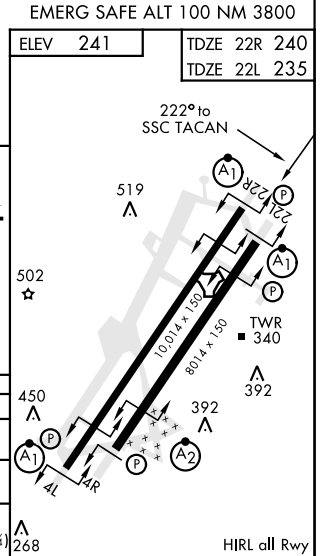 EMERG SAFE ALT 100 NM 3800
ELEV 241
TDZE 22R 240
TDZE 22L 235
222° to
SSC TACAN
A1
22R
P
519
22L
A1
P
502
10,014 x 150
8014 x 150
TWR
340
392
450
P
392
A1
4L
4R
P
A2
268
HIRL all Rwy